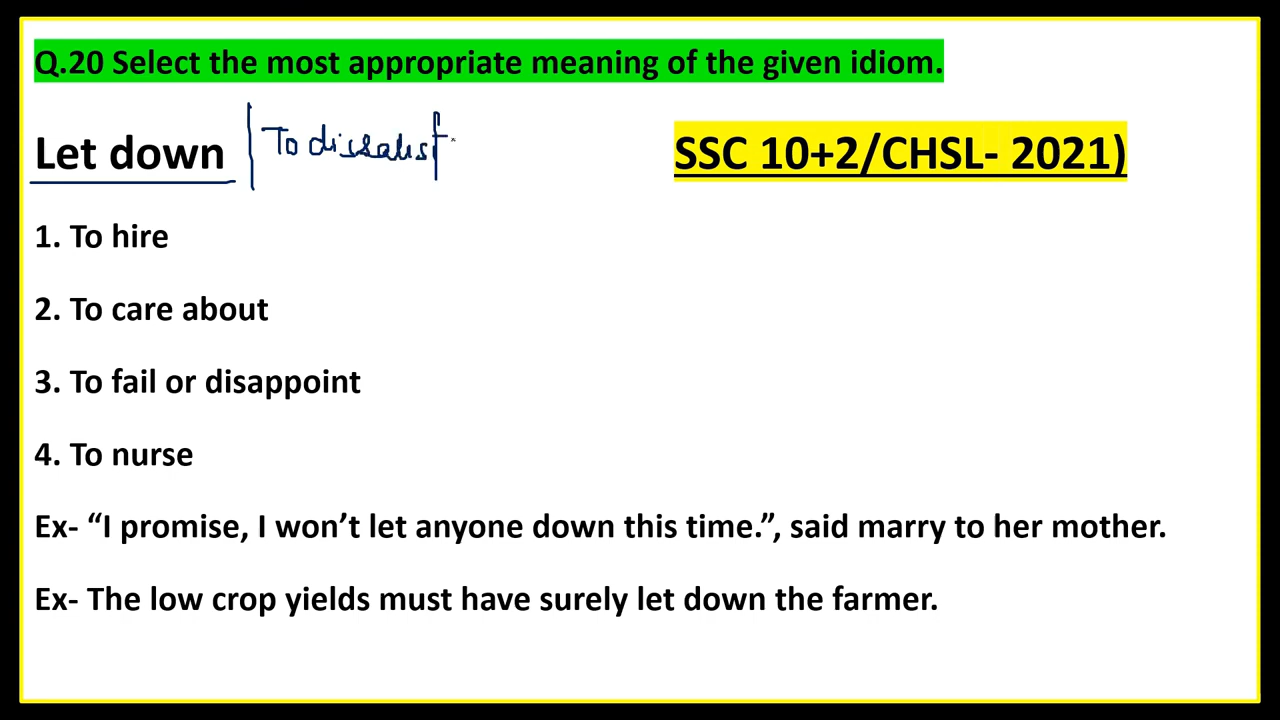 Q.20 Select the most appropriate meaning of the given idiom.
Let down To dissatisf
SSC 10+2/CHSL- 2021)
1. To hire
2. To care about
3. To fail or disappoint
4. To nurse
Ex- “I promise, I won’t let anyone down this time.”, said marry to her mother.
Ex- The low crop yields must have surely let down the farmer.